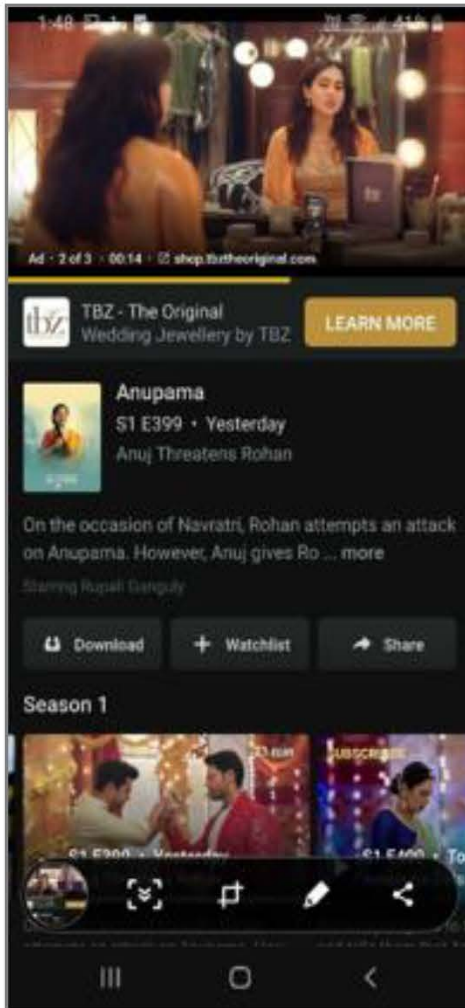 1:48
41%
Ad · 2 of 3 · 00:14 · shop.tbztheoriginal.com
tbz
TBZ - The Original
Wedding Jewellery by TBZ
LEARN MORE
Anupama
S1 E399 • Yesterday
Anuj Threatens Rohan
On the occasion of Navratri, Rohan attempts an attack
on Anupama. However, Anuj gives Ro ... more
Starring Rupali Ganguly
Download
Watchlist
Share
Season 1
SUBSCRIBE
S1 E399 • Yesterday
S1 E400 • To